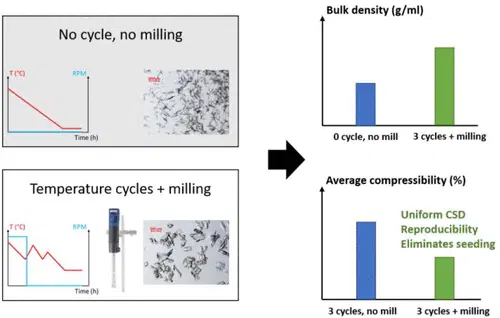 No cycle, no milling
T (°C)
RPM
Time (h)
Bulk density (g/ml)
0 cycle, no mill
3 cycles + milling
Temperature cycles + milling
T (°C)
RPM
Time (h)
Average compressibility (%)
Uniform CSD
Reproducibility
Eliminates seeding
3 cycles, no mill
3 cycles + milling